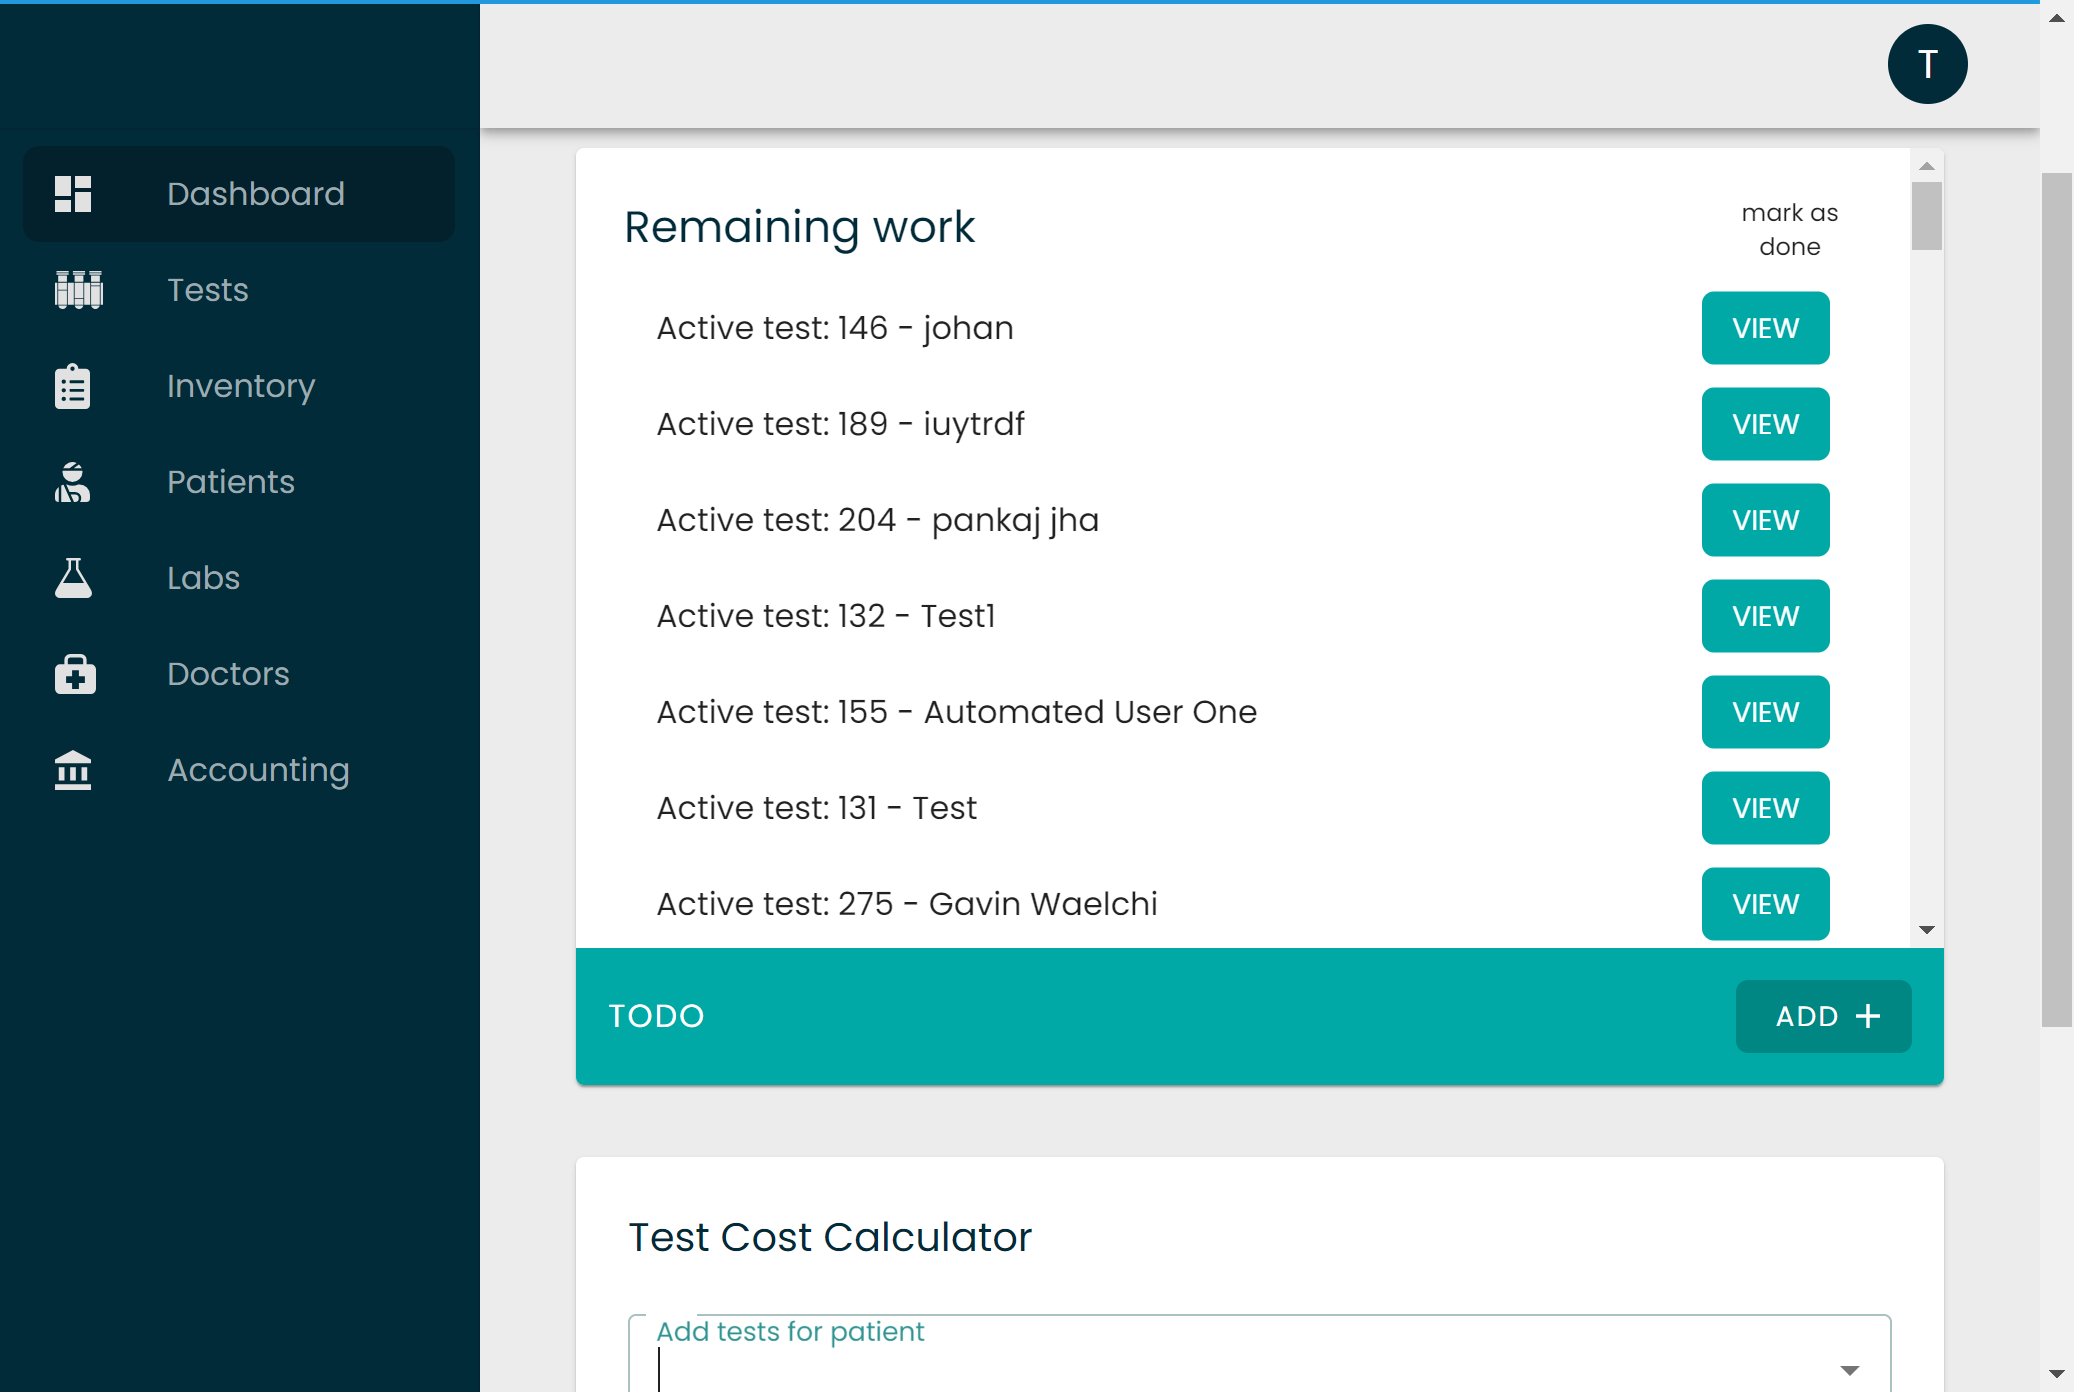 T
Dashboard
Tests
Inventory
Patients
Labs
Doctors
Accounting
Remaining work
mark as
done
Active test: 146 - johan
VIEW
Active test: 189 - iuytrdf
VIEW
Active test: 204 - pankaj jha
VIEW
Active test: 132 - Test1
VIEW
Active test: 155 - Automated User One
VIEW
Active test: 131 - Test
VIEW
Active test: 275 - Gavin Waelchi
VIEW
TODO
ADD +
Test Cost Calculator
Add tests for patient